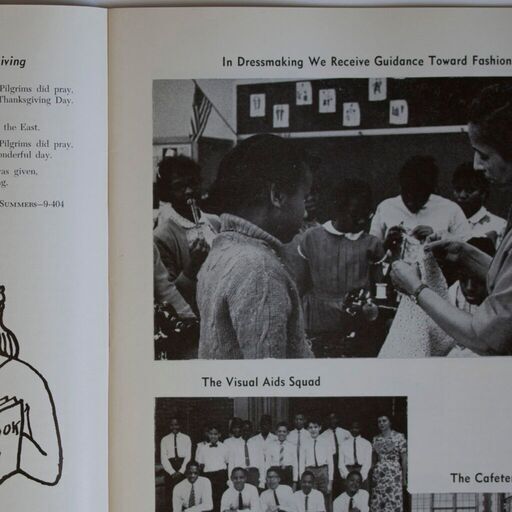 iving
Pilgrims did pray,
Thanksgiving Day.
the East.
Pilgrims did pray.
onderful day.
as given,
g.
SUMMERS—9-404
OK
In Dressmaking We Receive Guidance Toward Fashion
The Visual Aids Squad
The Cafete